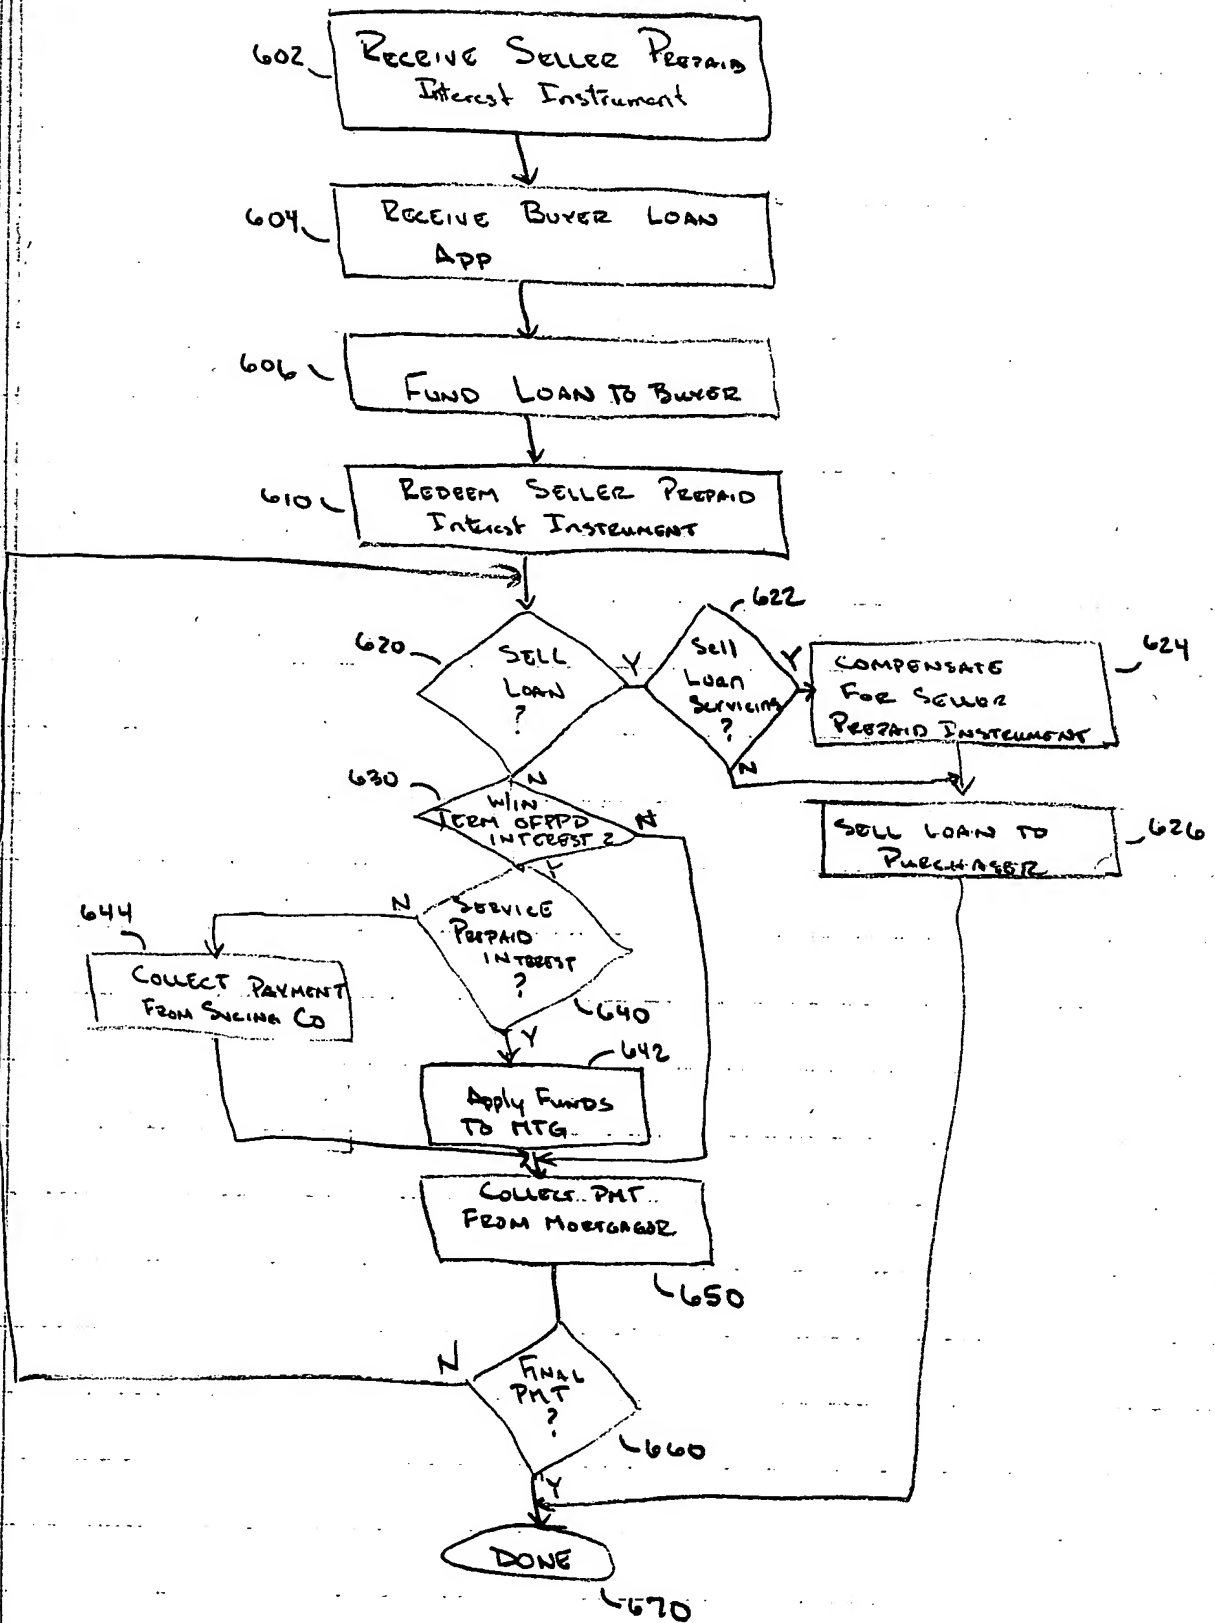 602
RECEIVE SELLER PREPAID
Interest Instrument
604
RECEIVE BUYER LOAN
APP
606
FUND LOAN TO BUYER
610
REDEEM SELLER PREPAID
Interest INSTRUMENT
620
SELL
LOAN
?
Y
N
622
Sell
LOAN
Servicing
?
Y
N
624
COMPENSATE
FOR SELLER
PREPAID INSTRUMENT
626
SELL LOAN TO
PURCHASER
630
W/IN
TERM OF PPD
INTEREST ?
N
Y
SERVICE
PREPAID
INTEREST
?
N
Y
640
644
COLLECT PAYMENT
FROM SVCING CO
642
Apply FUNDS
TO MTG
COLLECT PMT
FROM MORTGAGOR
650
FINAL
PMT
?
N
Y
660
DONE
670